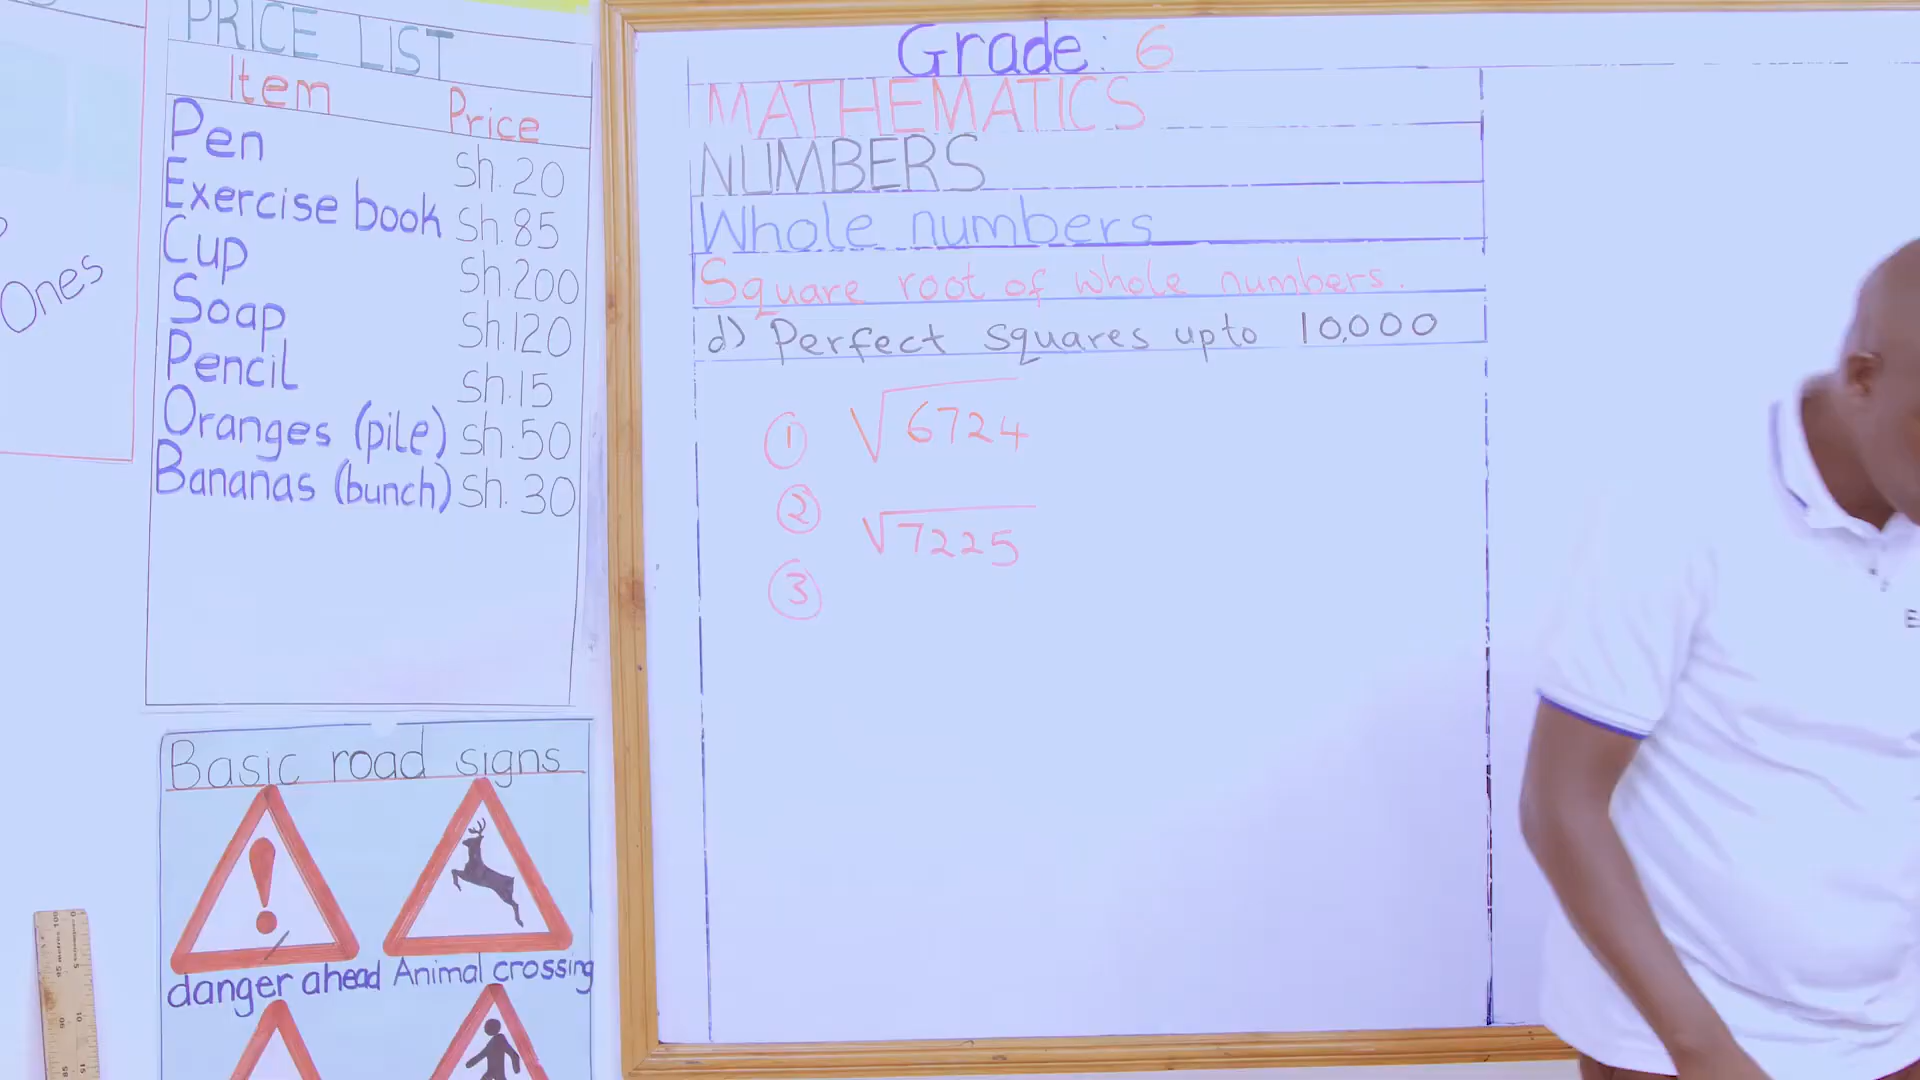 Ones
PRICE LIST
Item Price
Pen Sh. 20
Exercise book Sh. 85
Cup Sh. 200
Soap Sh. 120
Pencil Sh. 15
Oranges (pile) Sh. 50
Bananas (bunch) Sh. 30
Basic road signs
danger ahead Animal crossing
Grade: 6
MATHEMATICS
NUMBERS
Whole numbers
Square root of whole numbers.
d) Perfect squares upto 10,000
1 √6724
2 √7225
3